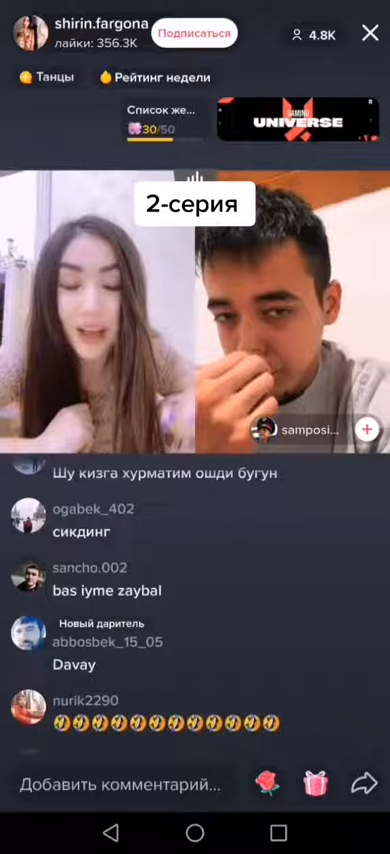 shirin.fargona
лайки: 356.3K
Подписаться
4.8K
Танцы
Рейтинг недели
Список же...
30/50
GAMING
UNIVERSE
2-серия
samposi...
Шу кизга хурматим ошди бугун
ogabek_402
сикдинг
sancho.002
bas iyme zaybal
Новый даритель
abbosbek_15_05
Davay
nurik2290
🤣🤣🤣🤣🤣🤣🤣🤣🤣🤣🤣🤣
Добавить комментарий...